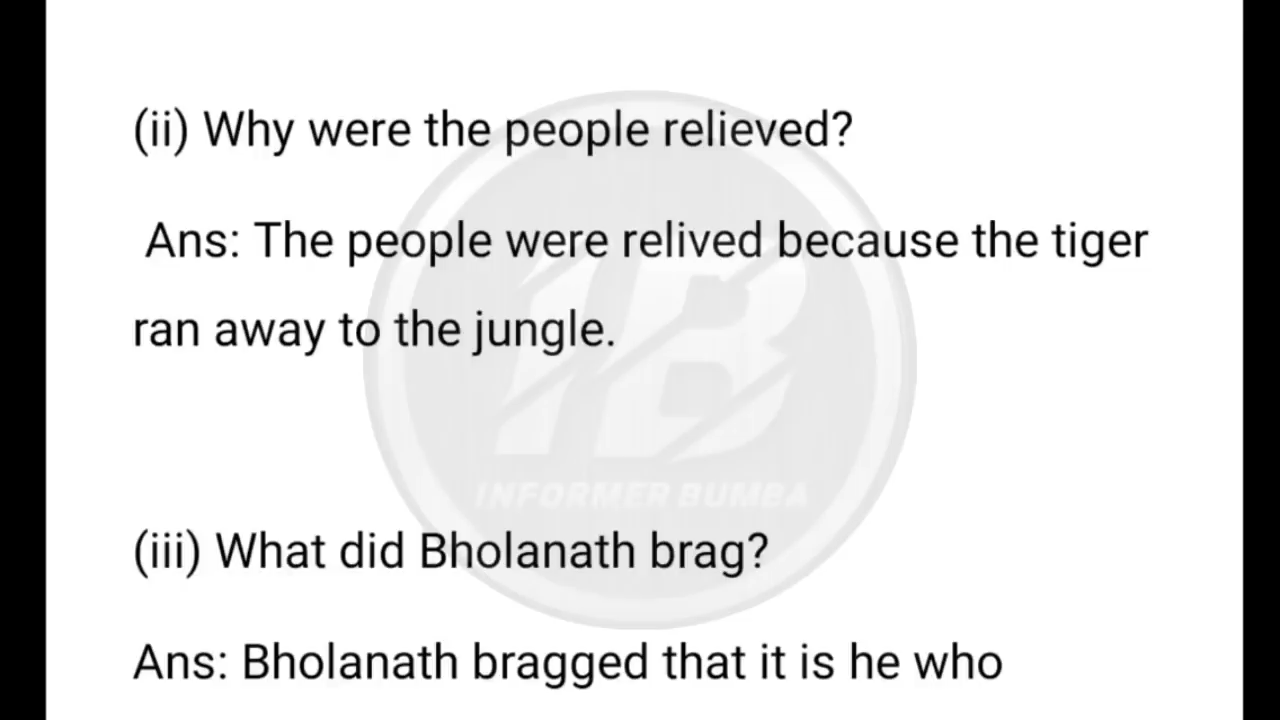 (ii) Why were the people relieved?
Ans: The people were relived because the tiger
ran away to the jungle.
INFORMER BUMBA
(iii) What did Bholanath brag?
Ans: Bholanath bragged that it is he who